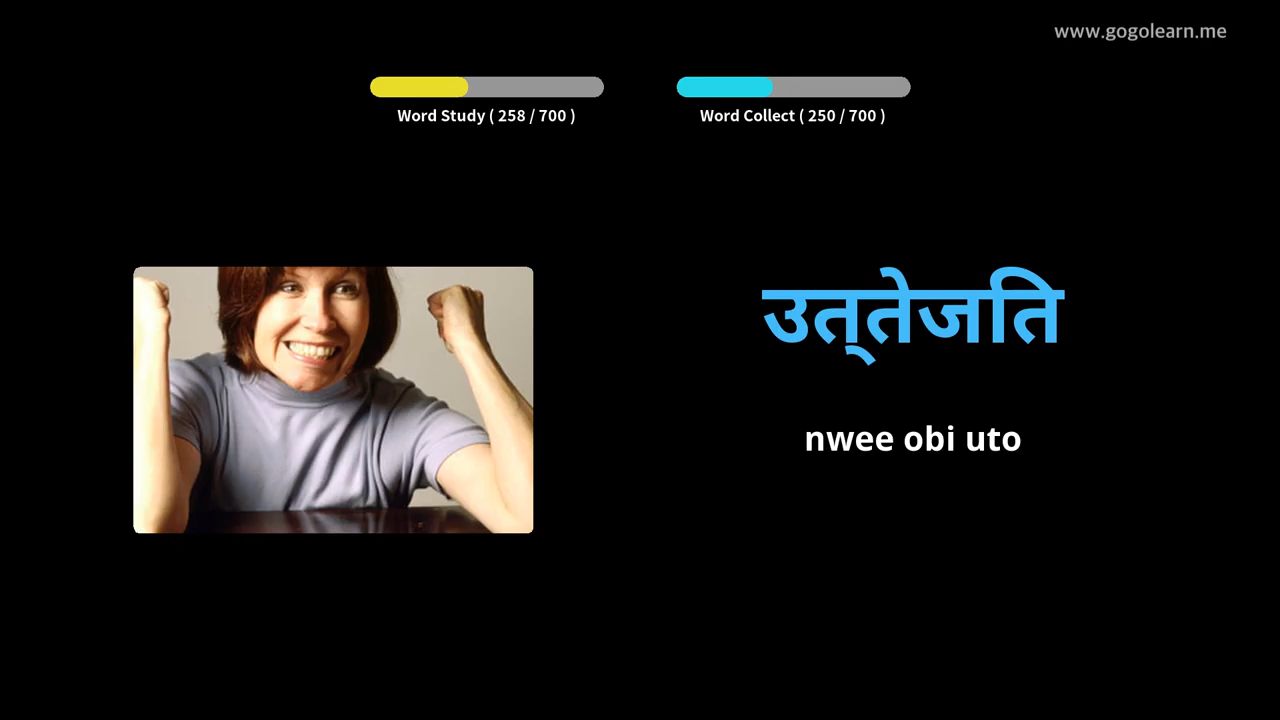 www.gogolearn.me
Word Study ( 258 / 700 )
Word Collect ( 250 / 700 )
उत्तेजति
nwee obi uto